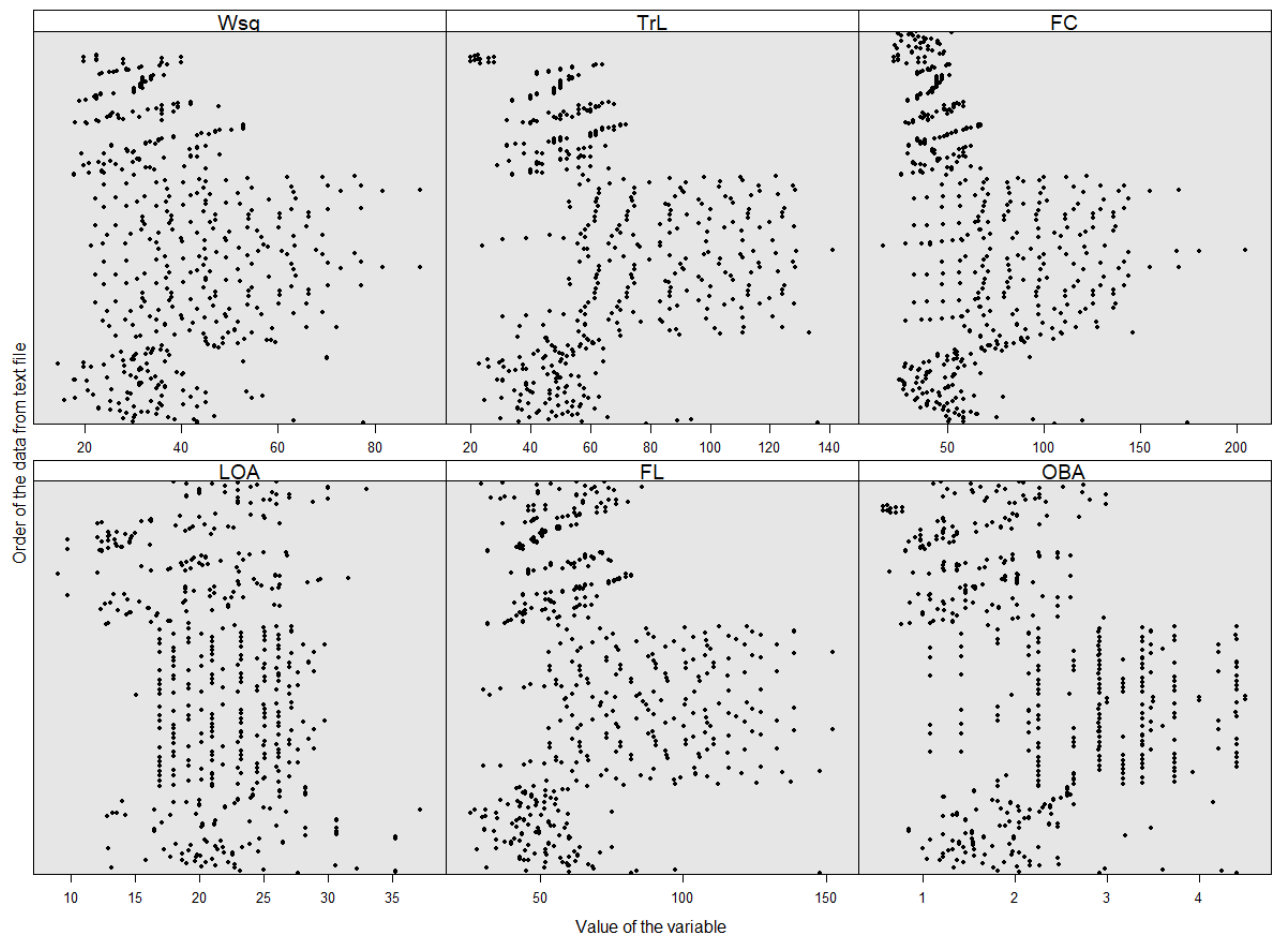 Wsq
TrL
FC
20 40 60 80
20 40 60 80 100 120 140
50 100 150 200
LOA
FL
OBA
10 15 20 25 30 35
50 100 150
1 2 3 4
Order of the data from text file
Value of the variable